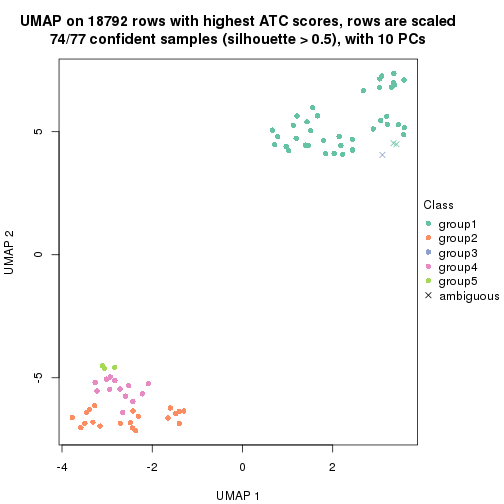 UMAP on 18792 rows with highest ATC scores, rows are scaled
74/77 confident samples (silhouette > 0.5), with 10 PCs
5
0
-5
UMAP 2
-4
-2
0
2
UMAP 1
Class
group1
group2
group3
group4
group5
ambiguous